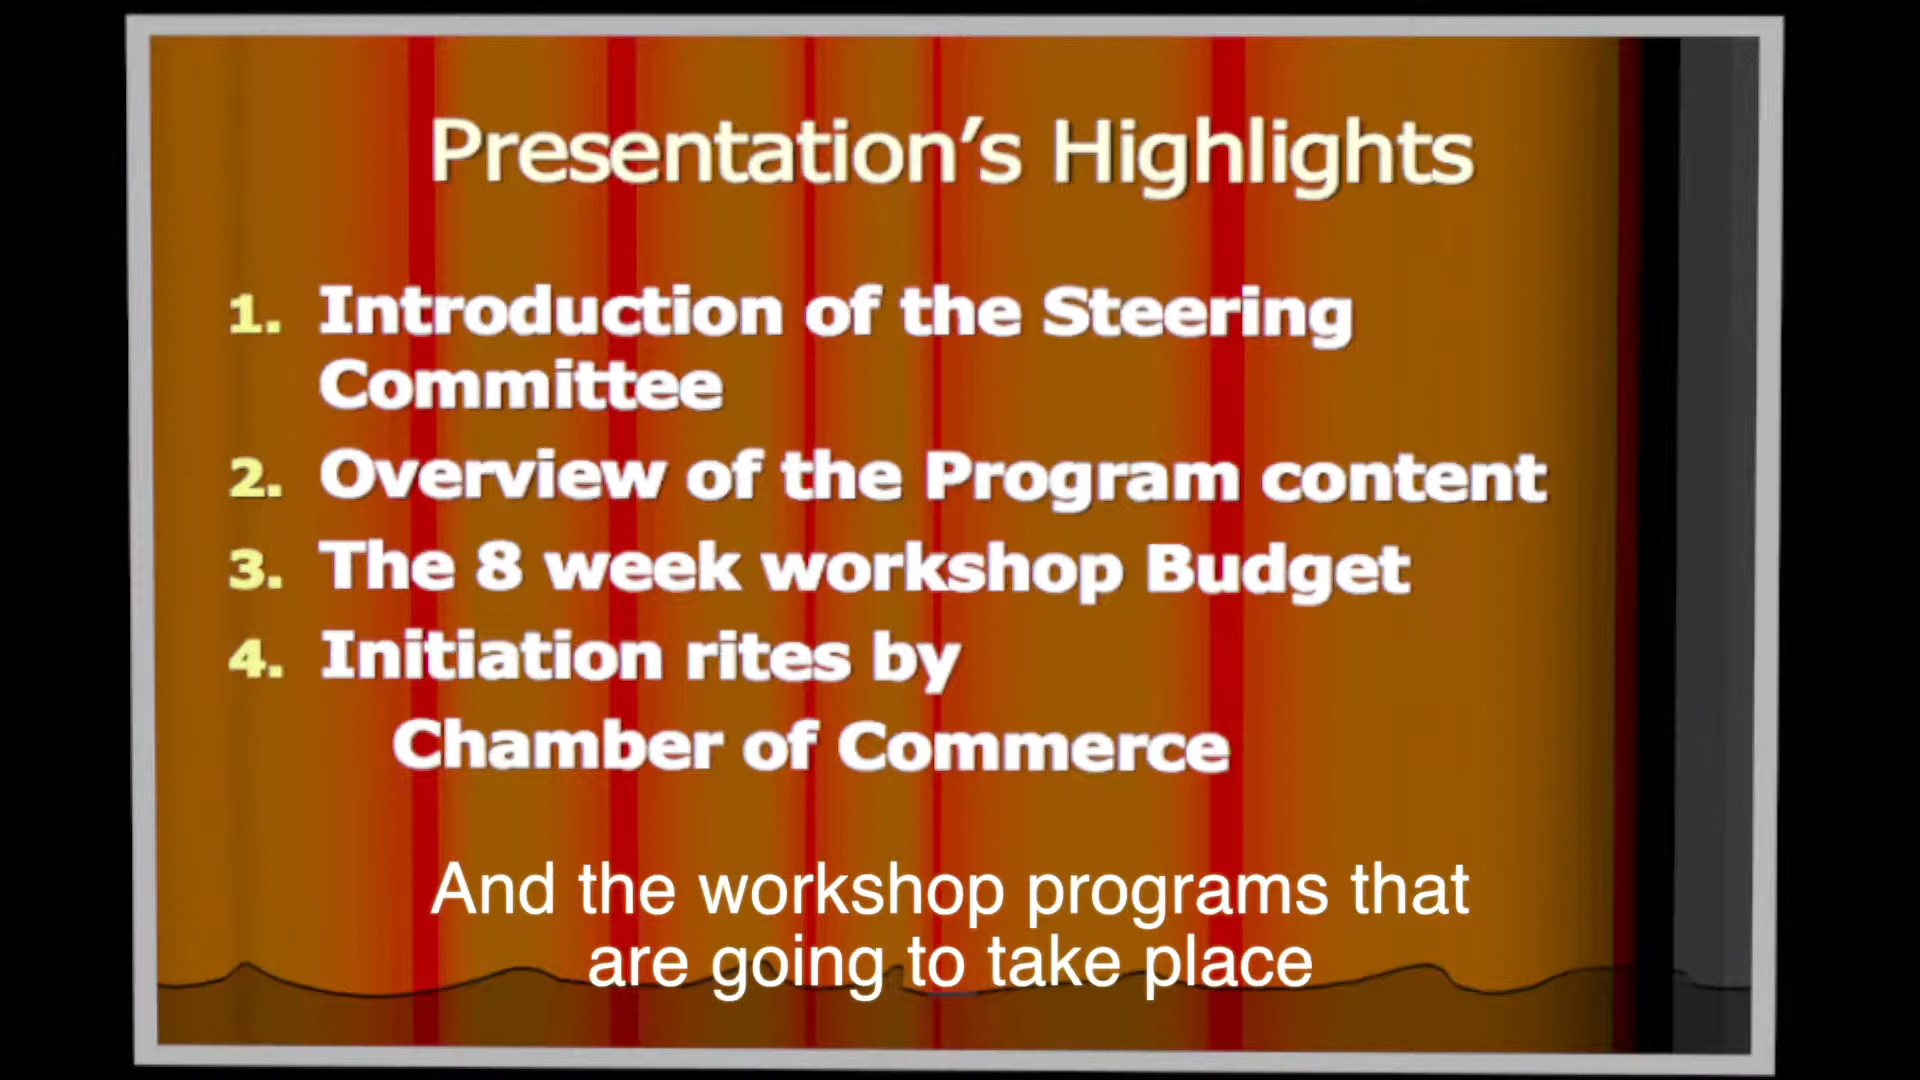 Presentation’s Highlights
1. Introduction of the Steering
Committee
2. Overview of the Program content
3. The 8 week workshop Budget
4. Initiation rites by
Chamber of Commerce
And the workshop programs that
are going to take place